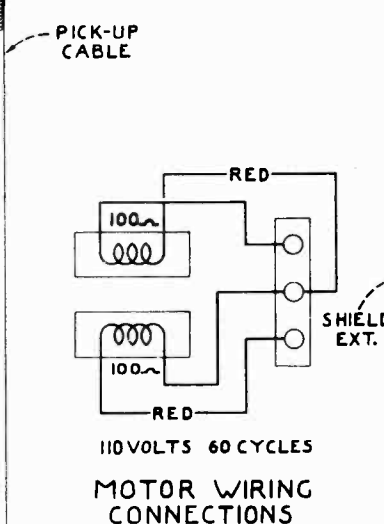 PICK-UP
CABLE
RED
100~
SHIELD
EXT.
100~
RED
110 VOLTS 60 CYCLES
MOTOR WIRING
CONNECTIONS